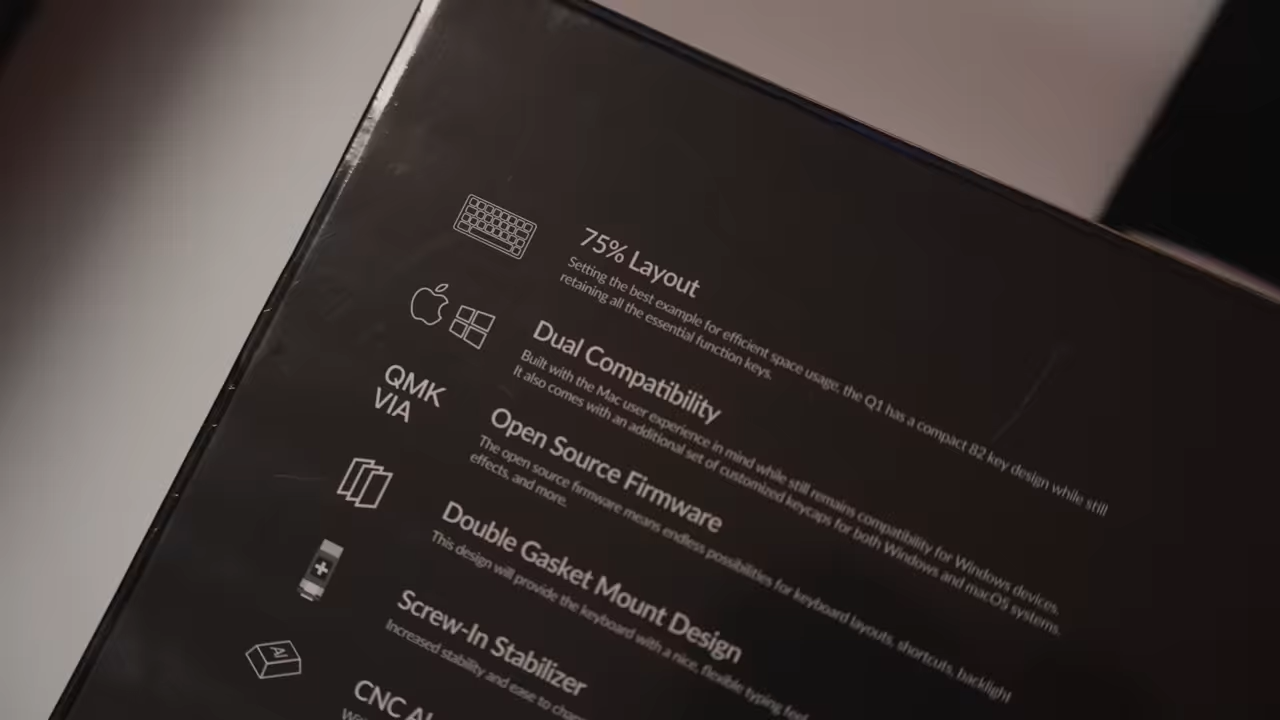 75% Layout
Setting the best example for efficient space usage, the Q1 has a compact 82 key design while still
retaining all the essential function keys.
Dual Compatibility
Built with the Mac user experience in mind while still remains compatibility for Windows devices.
It also comes with an additional set of customized keycaps for both Windows and macOS systems.
QMK
VIA
Open Source Firmware
The open source firmware means endless possibilities for keyboard layouts, shortcuts, backlight
effects, and more.
Double Gasket Mount Design
This design will provide the keyboard with a nice, flexible typing feel
Screw-In Stabilizer
Increased stability and ease to
Al
CNC